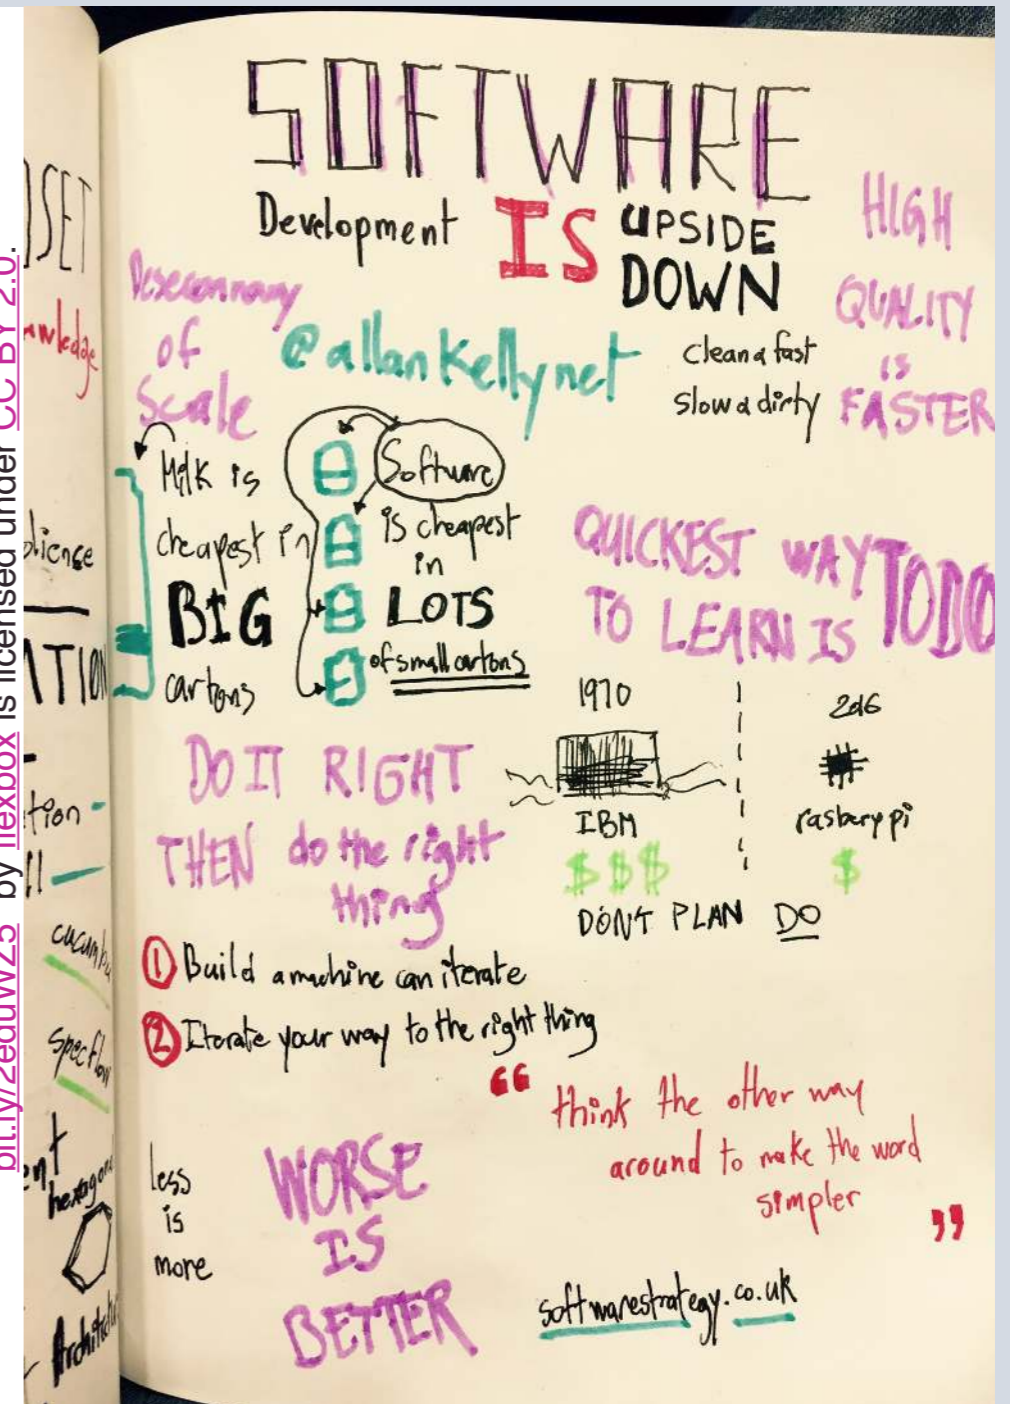 SOFTWARE
Development IS UPSIDE
DOWN
HIGH
QUALITY
IS
FASTER
clean & fast
slow & dirty
of
Scale
@allankellynet
Milk is
cheapest in
BIG
cartons
Software
is cheapest
in
LOTS
of small cartons
QUICKEST WAY TO DO
TO LEARN IS
1970
IBM
$$$
rasbery pi
$
DON'T PLAN DO
DO IT RIGHT
THEN do the right
thing
1 Build a machine can iterate
2 Iterate your way to the right thing
“ think the other way
around to make the word
simpler ”
less
is
more
WORSE
IS
BETTER
softwarestrategy.co.uk
bit.ly/2eduwZ5 by flexbox is licensed under CC BY 2.0.
specflow